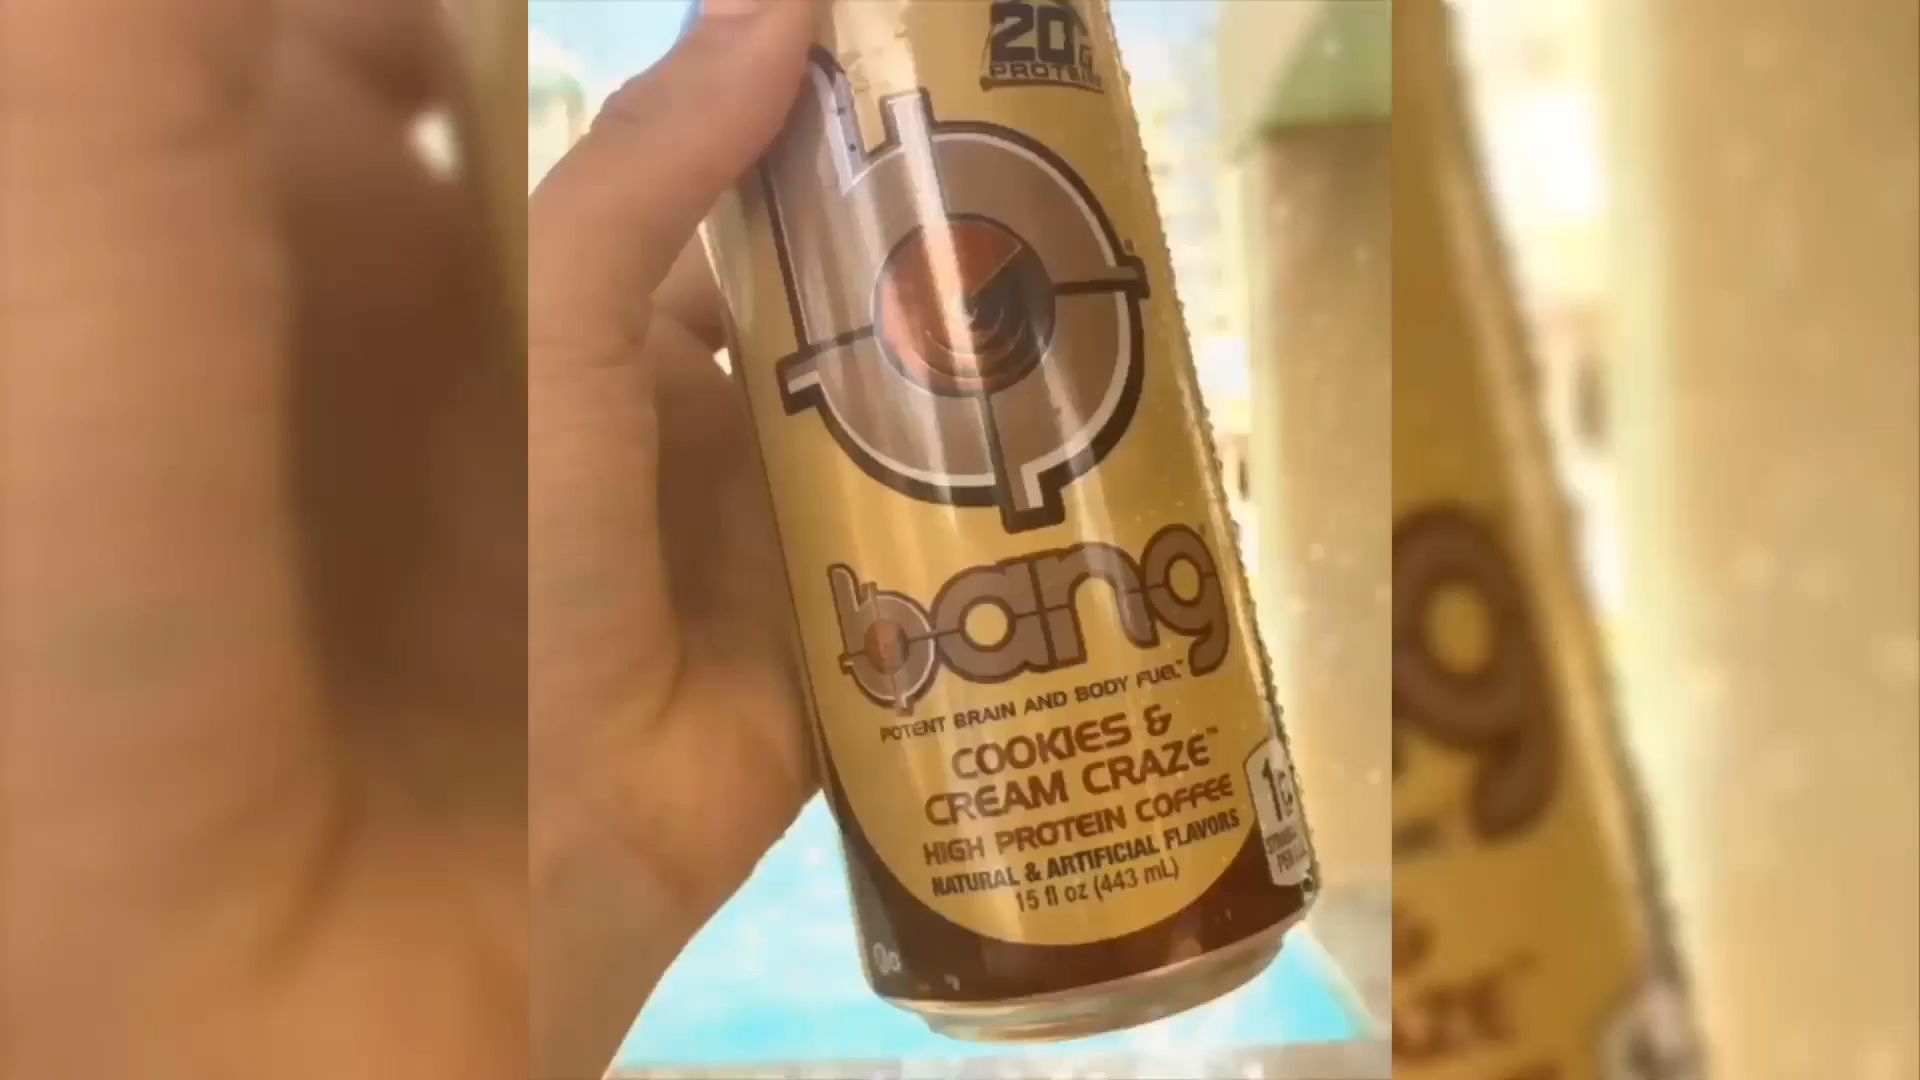 20G
PROTEIN
bang
POTENT BRAIN AND BODY FUEL™
COOKIES &
CREAM CRAZE™
HIGH PROTEIN COFFEE
NATURAL & ARTIFICIAL FLAVORS
15 fl oz (443 mL)